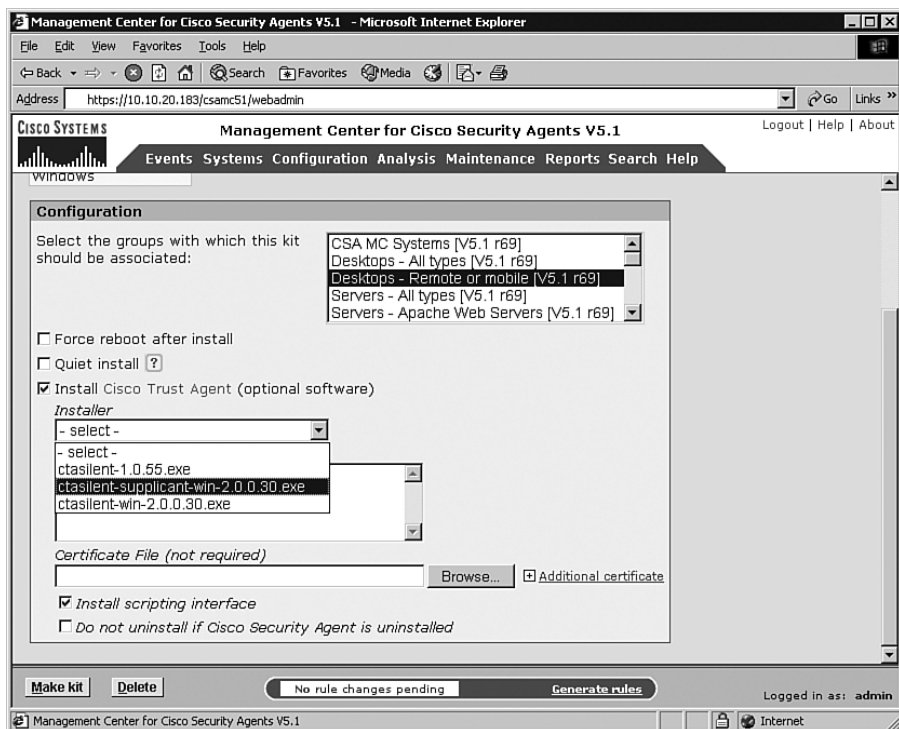 Management Center for Cisco Security Agents V5.1 - Microsoft Internet Explorer
File Edit View Favorites Tools Help
Back Search Favorites Media
Address https://10.10.20.183/csamc51/webadmin Go Links »
CISCO SYSTEMS Management Center for Cisco Security Agents V5.1 Logout | Help | About
Events Systems Configuration Analysis Maintenance Reports Search Help
Windows
Configuration
Select the groups with which this kit
should be associated:
CSA MC Systems [V5.1 r69]
Desktops - All types [V5.1 r69]
Desktops - Remote or mobile [V5.1 r69]
Servers - All types [V5.1 r69]
Servers - Apache Web Servers [V5.1 r69]
Force reboot after install
Quiet install ?
Install Cisco Trust Agent (optional software)
Installer
- select -
- select -
ctasilent-1.0.55.exe
ctasilent-supplicant-win-2.0.0.30.exe
ctasilent-win-2.0.0.30.exe
Certificate File (not required)
Browse... Additional certificate
Install scripting interface
Do not uninstall if Cisco Security Agent is uninstalled
Make kit Delete No rule changes pending Generate rules Logged in as: admin
Management Center for Cisco Security Agents V5.1 Internet